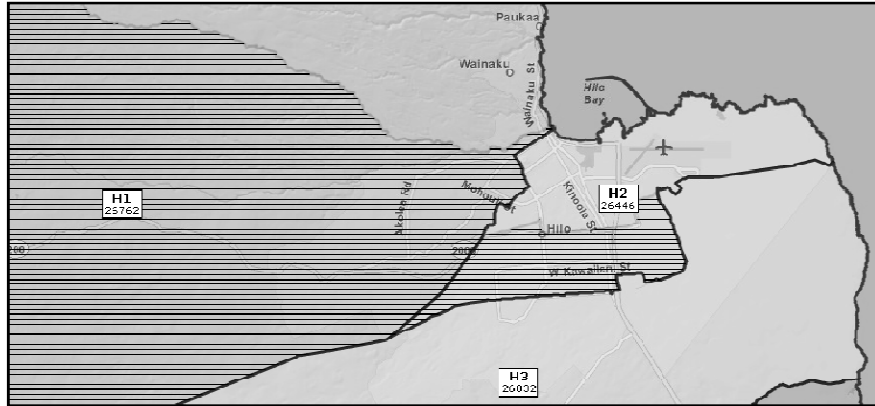 Paukaa
Wainaku
Wainaku St
Hilo
Bay
H1
25762
H2
26446
Akolea Rd
Mohouli St
Kinoole St
Hilo
200
2000
W Kawailani St
H3
26032